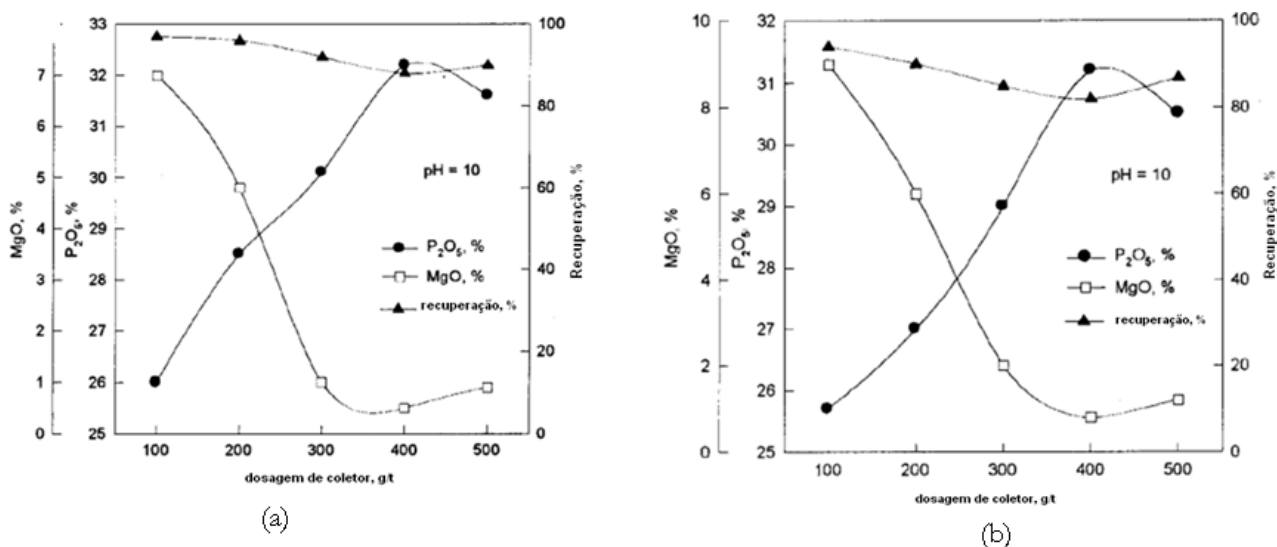 MgO, %
7
6
5
4
3
2
1
0
P₂O₅, %
33
32
31
30
29
28
27
26
25
100
80
60
40
20
0
Recuperação, %
pH = 10
P₂O₅, %
MgO, %
recuperação, %
100 200 300 400 500
dosagem de coletor, g/t
(a)
MgO, %
10
8
6
4
2
0
P₂O₅, %
32
31
30
29
28
27
26
25
100
80
60
40
20
0
Recuperação, %
pH = 10
P₂O₅, %
MgO, %
recuperação, %
100 200 300 400 500
dosagem de coletor, g/t
(b)